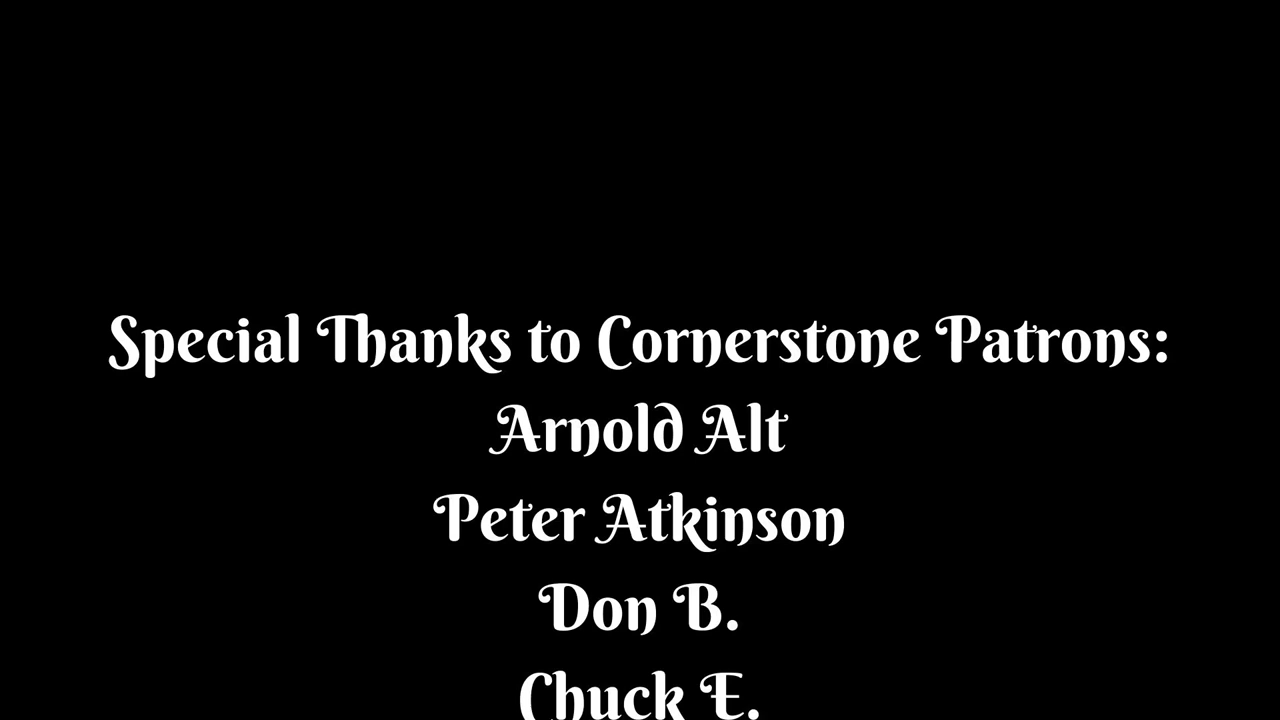 Special Thanks to Cornerstone Patrons:
Arnold Alt
Peter Atkinson
Don B.
Chuck E.